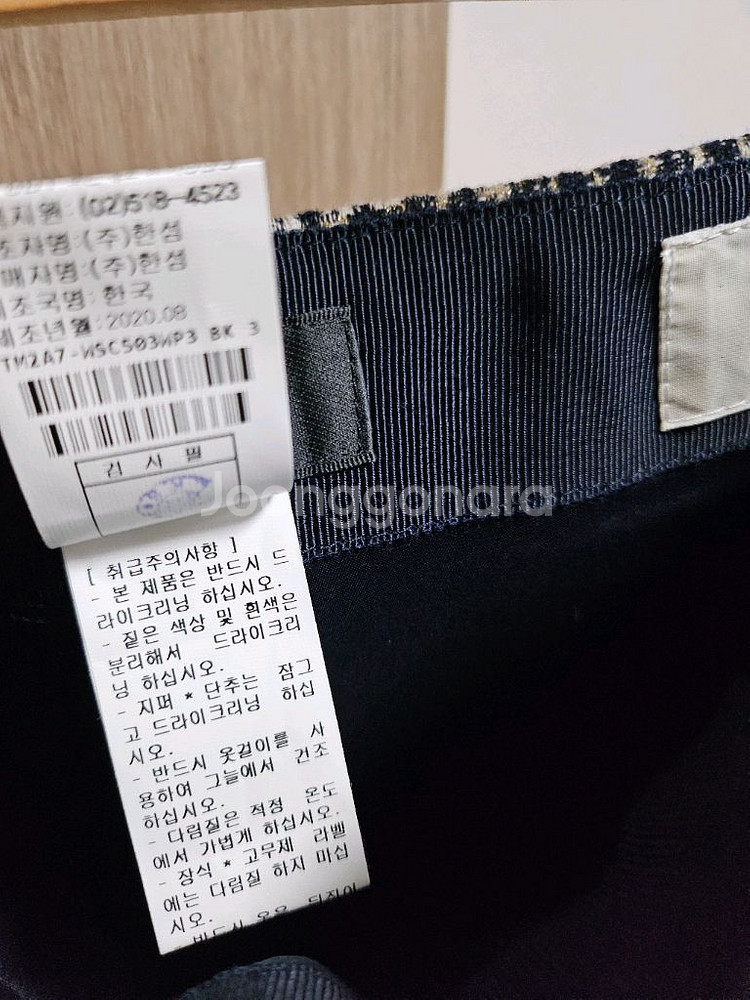 지원:(02)518-4523
조자명:(주)한섬
매자명:(주)한섬
조국명:한국
제조년월:2020.08
TM2A7-WSC503WP3 BK 3
검 사 필
Joonggonara
[ 취급주의사항 ]
- 본 제품은 반드시 드
라이크리닝 하십시오.
- 짙은 색상 및 흰색은
분리해서 드라이크리
닝 하십시오.
- 지퍼 * 단추는 잠그
고 드라이크리닝 하십
시오.
- 반드시 옷걸이를 사
용하여 그늘에서 건조
하십시오.
- 다림질은 적정 온도
에서 가볍게 하십시오.
- 장식 * 고무제 라벨
에는 다림질 하지 마십
시오.
- 반드시 옷을